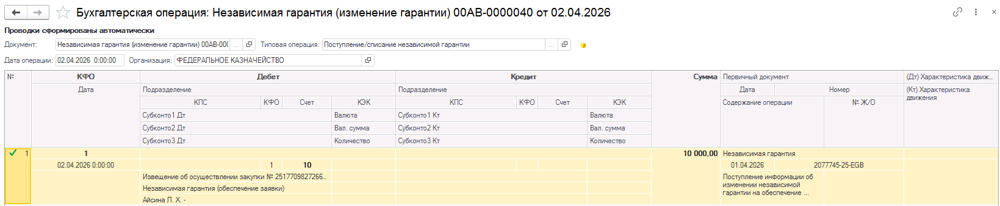 Бухгалтерская операция: Независимая гарантия (изменение гарантии) 00АВ-0000040 от 02.04.2026
Проводки сформированы автоматически
Документ: Независимая гарантия (изменение гарантии) 00АВ-000 ... Типовая операция: Поступление/списание независимой гарантии ...
Дата операции: 02.04.2026 0:00:00 Организация: ФЕДЕРАЛЬНОЕ КАЗНАЧЕЙСТВО
№ КФО Дебет Кредит Сумма Первичный документ (Дт) Характеристика движ...
Дата Подразделение Подразделение Дата Номер (Кт) Характеристика движения
КПС КФО Счет КЭК КПС КФО Счет КЭК Содержание операции № Ж/О
Субконто1 Дт Валюта Субконто1 Кт Валюта
Субконто2 Дт Вал. сумма Субконто2 Кт Вал. сумма
Субконто3 Дт Количество Субконто3 Кт Количество
1 1 10 000,00 Независимая гарантия
02.04.2026 0:00:00 1 10 01.04.2026 2077745-25-EGB
Извещение об осуществлении закупки № 2517709827266... Поступление информации об
изменении независимой
Независимая гарантия (обеспечение заявки) гарантии на обеспечение ...
Айсина Л. Х. -